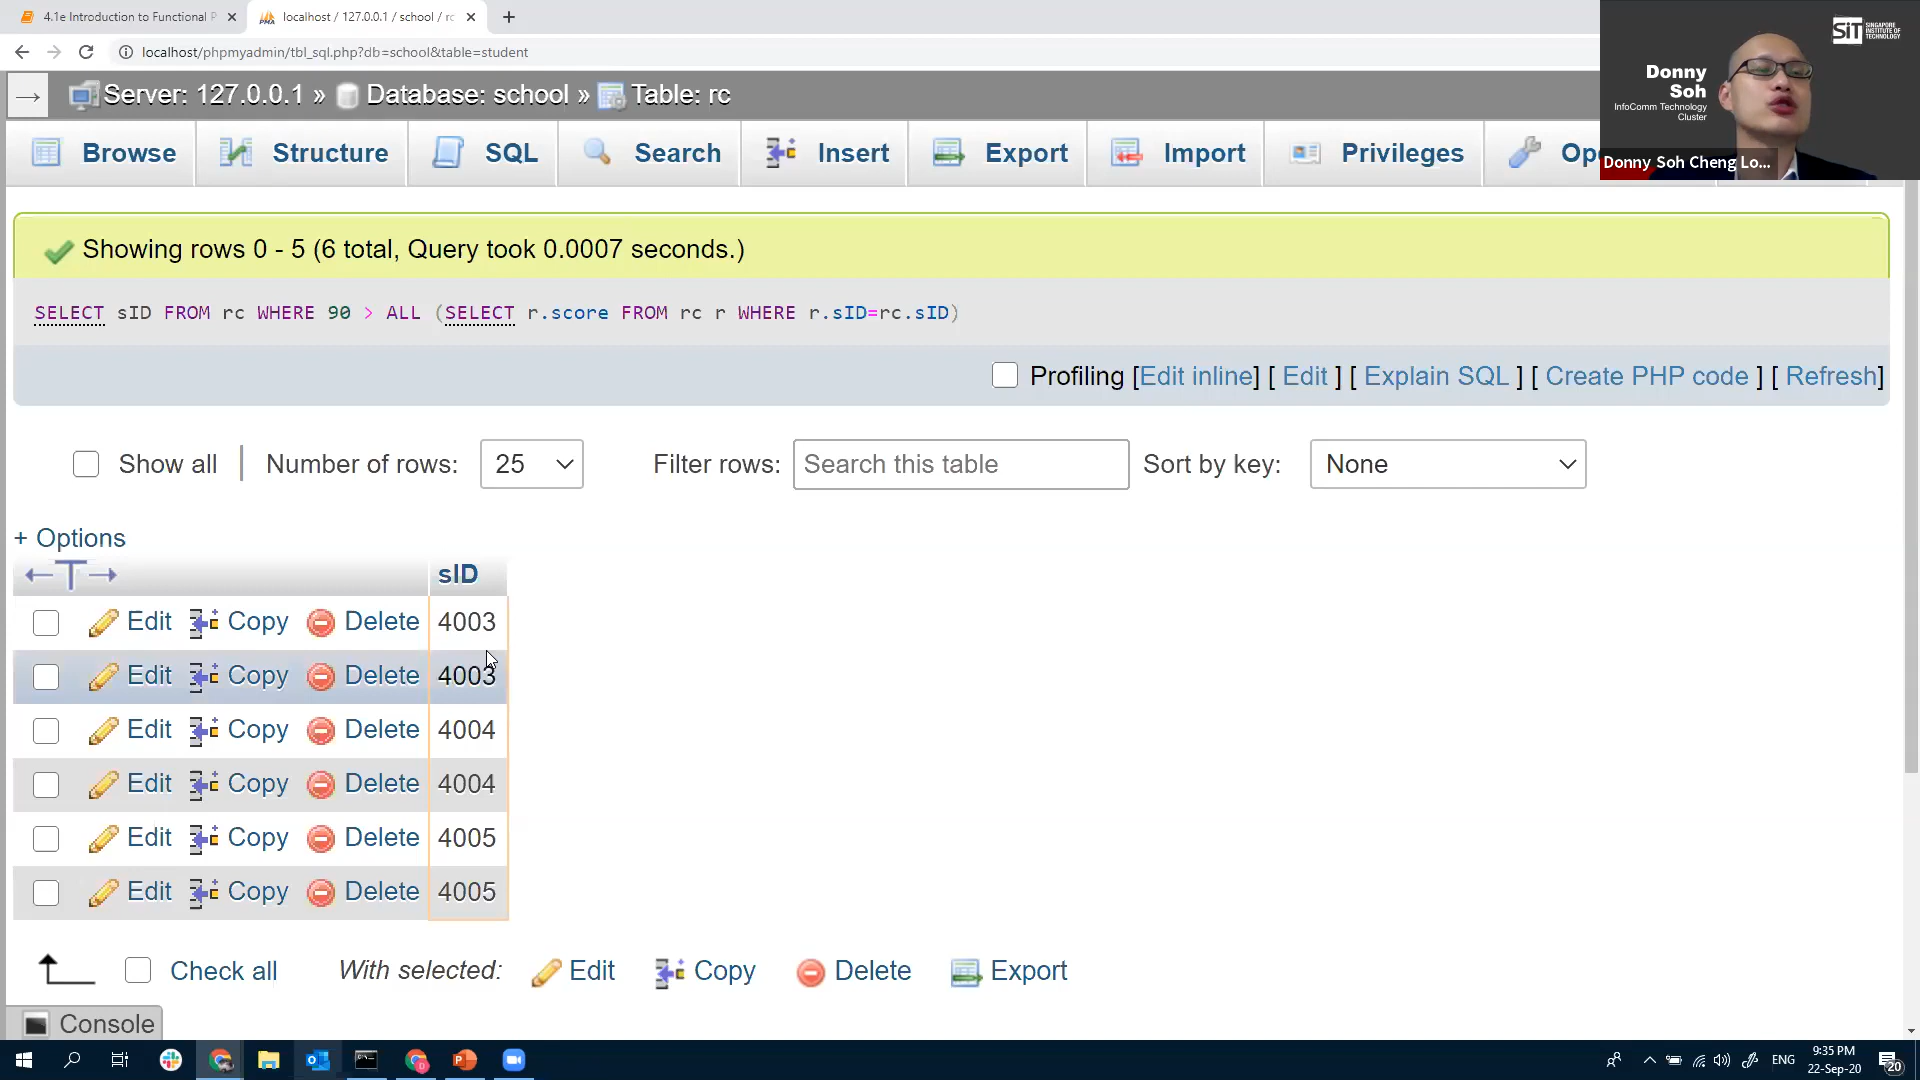 4.1e Introduction to Functional P
localhost / 127.0.0.1 / school / rc
localhost/phpmyadmin/tbl_sql.php?db=school&table=student
SiT SINGAPORE INSTITUTE OF TECHNOLOGY
Donny
Soh
InfoComm Technology
Cluster
Donny Soh Cheng Lo...
Server: 127.0.0.1 » Database: school » Table: rc
Browse Structure SQL Search Insert Export Import Privileges Op
Showing rows 0 - 5 (6 total, Query took 0.0007 seconds.)
SELECT sID FROM rc WHERE 90 > ALL (SELECT r.score FROM rc r WHERE r.sID=rc.sID)
Profiling [Edit inline] [ Edit ] [ Explain SQL ] [ Create PHP code ] [ Refresh]
Show all Number of rows: 25 Filter rows: Search this table Sort by key: None
+ Options
←T→ sID
Edit Copy Delete 4003
Edit Copy Delete 4003
Edit Copy Delete 4004
Edit Copy Delete 4004
Edit Copy Delete 4005
Edit Copy Delete 4005
Check all With selected: Edit Copy Delete Export
Console
ENG
9:35 PM
22-Sep-20
20